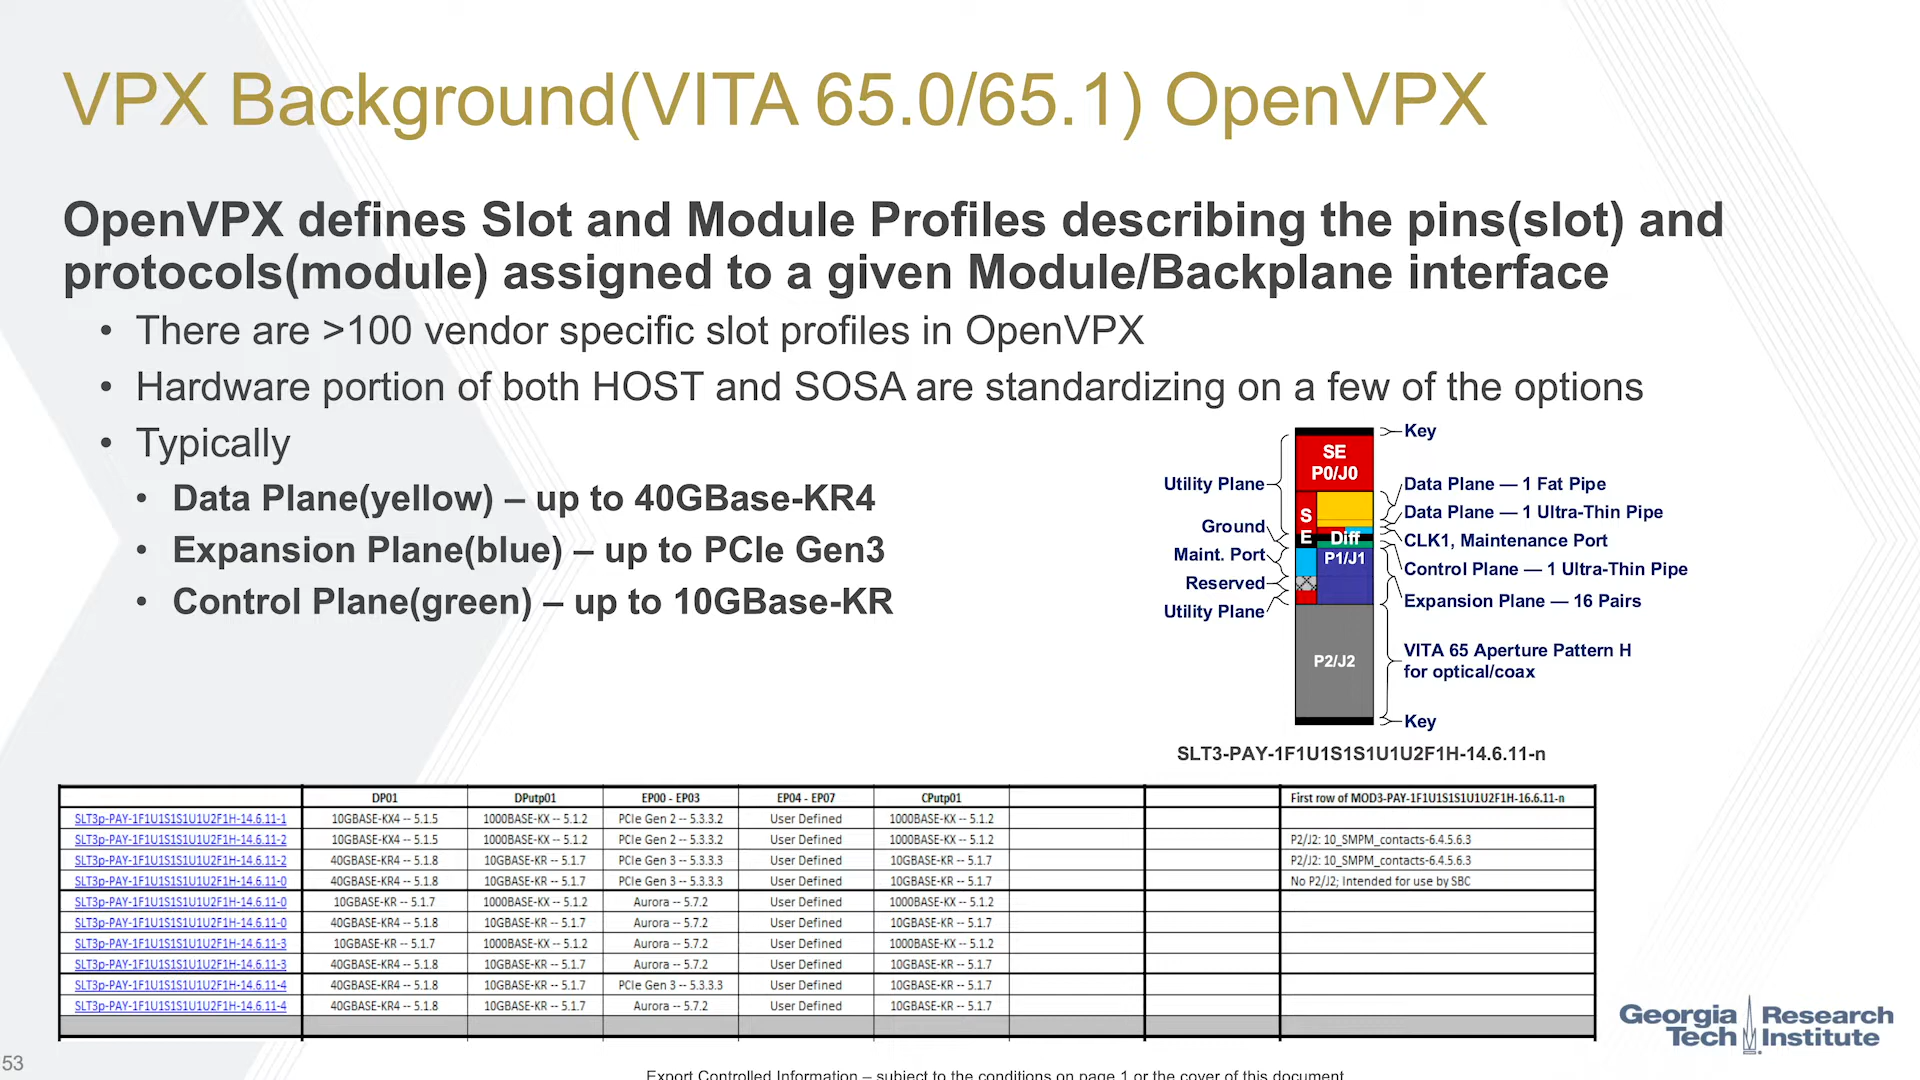 VPX Background(VITA 65.0/65.1) OpenVPX
OpenVPX defines Slot and Module Profiles describing the pins(slot) and
protocols(module) assigned to a given Module/Backplane interface
• There are >100 vendor specific slot profiles in OpenVPX
• Hardware portion of both HOST and SOSA are standardizing on a few of the options
• Typically
• Data Plane(yellow) – up to 40GBase-KR4
• Expansion Plane(blue) – up to PCIe Gen3
• Control Plane(green) – up to 10GBase-KR
Utility Plane
Ground
Maint. Port
Reserved
Utility Plane
SE
P0/J0
S
E
Diff
P1/J1
P2/J2
Key
Data Plane — 1 Fat Pipe
Data Plane — 1 Ultra-Thin Pipe
CLK1, Maintenance Port
Control Plane — 1 Ultra-Thin Pipe
Expansion Plane — 16 Pairs
VITA 65 Aperture Pattern H
for optical/coax
Key
SLT3-PAY-1F1U1S1S1U1U2F1H-14.6.11-n
DP01 DPutp01 EP00 - EP03 EP04 - EP07 CPutp01 First row of MOD3-PAY-1F1U1S1S1U1U2F1H-16.6.11-n
SLT3p-PAY-1F1U1S1S1U1U2F1H-14.6.11-1 10GBASE-KX4 -- 5.1.5 1000BASE-KX -- 5.1.2 PCIe Gen 2 -- 5.3.3.2 User Defined 1000BASE-KX -- 5.1.2
SLT3p-PAY-1F1U1S1S1U1U2F1H-14.6.11-2 10GBASE-KX4 -- 5.1.5 1000BASE-KX -- 5.1.2 PCIe Gen 2 -- 5.3.3.2 User Defined 1000BASE-KX -- 5.1.2 P2/J2: 10_SMPM_contacts-6.4.5.6.3
SLT3p-PAY-1F1U1S1S1U1U2F1H-14.6.11-2 40GBASE-KR4 -- 5.1.8 10GBASE-KR -- 5.1.7 PCIe Gen 3 -- 5.3.3.3 User Defined 10GBASE-KR -- 5.1.7 P2/J2: 10_SMPM_contacts-6.4.5.6.3
SLT3p-PAY-1F1U1S1S1U1U2F1H-14.6.11-0 40GBASE-KR4 -- 5.1.8 10GBASE-KR -- 5.1.7 PCIe Gen 3 -- 5.3.3.3 User Defined 10GBASE-KR -- 5.1.7 No P2/J2; Intended for use by SBC
SLT3p-PAY-1F1U1S1S1U1U2F1H-14.6.11-0 10GBASE-KR -- 5.1.7 1000BASE-KX -- 5.1.2 Aurora -- 5.7.2 User Defined 1000BASE-KX -- 5.1.2
SLT3p-PAY-1F1U1S1S1U1U2F1H-14.6.11-0 40GBASE-KR4 -- 5.1.8 10GBASE-KR -- 5.1.7 Aurora -- 5.7.2 User Defined 10GBASE-KR -- 5.1.7
SLT3p-PAY-1F1U1S1S1U1U2F1H-14.6.11-3 10GBASE-KR -- 5.1.7 1000BASE-KX -- 5.1.2 Aurora -- 5.7.2 User Defined 1000BASE-KX -- 5.1.2
SLT3p-PAY-1F1U1S1S1U1U2F1H-14.6.11-3 40GBASE-KR4 -- 5.1.8 10GBASE-KR -- 5.1.7 Aurora -- 5.7.2 User Defined 10GBASE-KR -- 5.1.7
SLT3p-PAY-1F1U1S1S1U1U2F1H-14.6.11-4 40GBASE-KR4 -- 5.1.8 10GBASE-KR -- 5.1.7 PCIe Gen 3 -- 5.3.3.3 User Defined 10GBASE-KR -- 5.1.7
SLT3p-PAY-1F1U1S1S1U1U2F1H-14.6.11-4 40GBASE-KR4 -- 5.1.8 10GBASE-KR -- 5.1.7 Aurora -- 5.7.2 User Defined 10GBASE-KR -- 5.1.7
Georgia Research
Tech Institute
53
Export Controlled Information – subject to the conditions on page 1 or the cover of this document